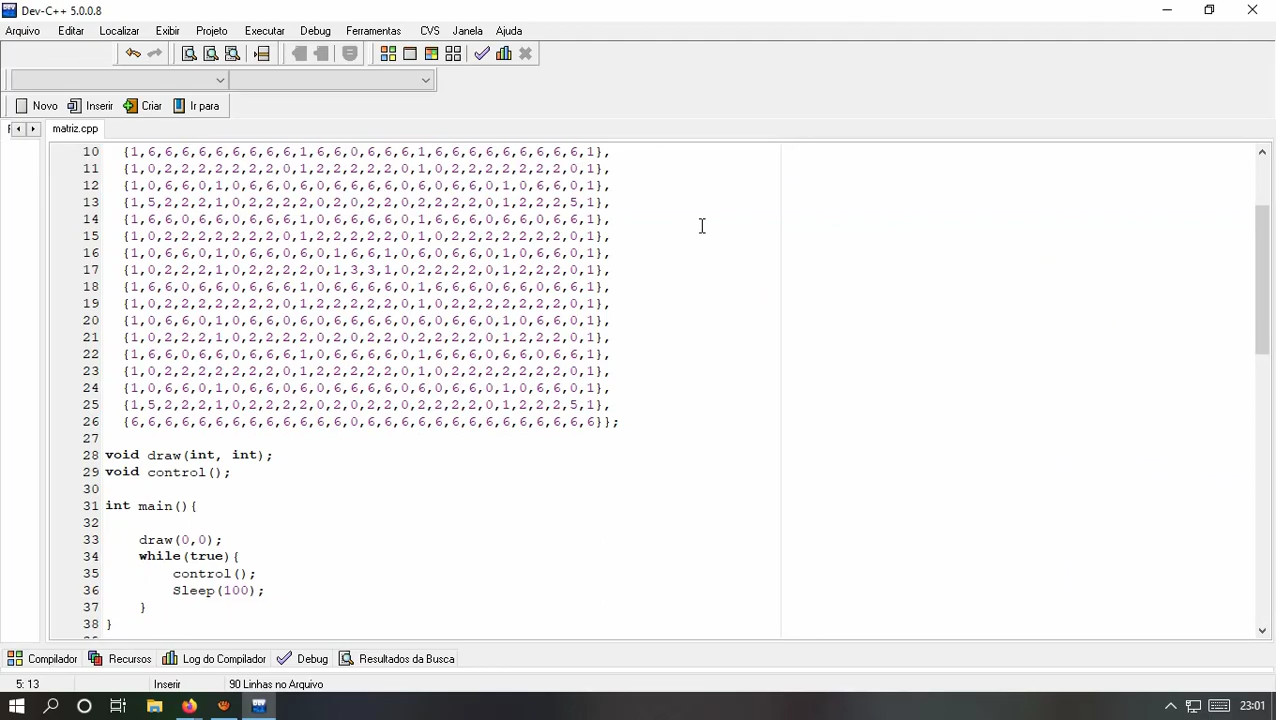 Dev-C++ 5.0.0.8
Arquivo Editar Localizar Exibir Projeto Executar Debug Ferramentas CVS Janela Ajuda
Novo Inserir Criar Ir para
matriz.cpp
10 {1,6,6,6,6,6,6,6,6,6,1,6,6,0,6,6,6,1,6,6,6,6,6,6,6,6,6,1},
11 {1,0,2,2,2,2,2,2,2,0,1,2,2,2,2,2,0,1,0,2,2,2,2,2,2,2,0,1},
12 {1,0,6,6,0,1,0,6,6,0,6,0,6,6,6,6,0,6,0,6,6,0,1,0,6,6,0,1},
13 {1,5,2,2,2,1,0,2,2,2,2,0,2,0,2,2,0,2,2,2,2,0,1,2,2,2,5,1},
14 {1,6,6,0,6,6,0,6,6,6,1,0,6,6,6,6,0,1,6,6,6,0,6,6,0,6,6,1},
15 {1,0,2,2,2,2,2,2,2,0,1,2,2,2,2,2,0,1,0,2,2,2,2,2,2,2,0,1},
16 {1,0,6,6,0,1,0,6,6,0,6,0,1,6,6,1,0,6,0,6,6,0,1,0,6,6,0,1},
17 {1,0,2,2,2,1,0,2,2,2,2,0,1,3,3,1,0,2,2,2,2,0,1,2,2,2,0,1},
18 {1,6,6,0,6,6,0,6,6,6,1,0,6,6,6,6,0,1,6,6,6,0,6,6,0,6,6,1},
19 {1,0,2,2,2,2,2,2,2,0,1,2,2,2,2,2,0,1,0,2,2,2,2,2,2,2,0,1},
20 {1,0,6,6,0,1,0,6,6,0,6,0,6,6,6,6,0,6,0,6,6,0,1,0,6,6,0,1},
21 {1,0,2,2,2,1,0,2,2,2,2,0,2,0,2,2,0,2,2,2,2,0,1,2,2,2,0,1},
22 {1,6,6,0,6,6,0,6,6,6,1,0,6,6,6,6,0,1,6,6,6,0,6,6,0,6,6,1},
23 {1,0,2,2,2,2,2,2,2,0,1,2,2,2,2,2,0,1,0,2,2,2,2,2,2,2,0,1},
24 {1,0,6,6,0,1,0,6,6,0,6,0,6,6,6,6,0,6,0,6,6,0,1,0,6,6,0,1},
25 {1,5,2,2,2,1,0,2,2,2,2,0,2,0,2,2,0,2,2,2,2,0,1,2,2,2,5,1},
26 {6,6,6,6,6,6,6,6,6,6,6,6,6,0,6,6,6,6,6,6,6,6,6,6,6,6,6,6}};
27
28 void draw(int, int);
29 void control();
30
31 int main(){
32
33 draw(0,0);
34 while(true){
35 control();
36 Sleep(100);
37 }
38 }
Compilador Recursos Log do Compilador Debug Resultados da Busca
5: 13 Inserir 90 Linhas no Arquivo
23:01